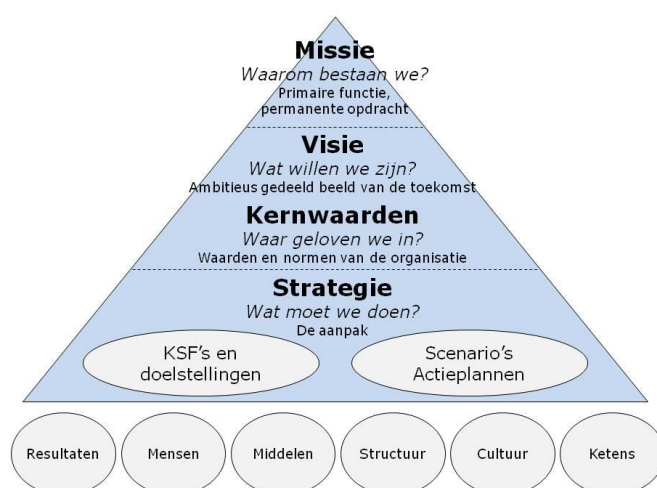 Missie
Waarom bestaan we?
Primaire functie,
permanente opdracht
Visie
Wat willen we zijn?
Ambitieus gedeeld beeld van de toekomst
Kernwaarden
Waar geloven we in?
Waarden en normen van de organisatie
Strategie
Wat moet we doen?
De aanpak
KSF's en
doelstellingen
Scenario's
Actieplannen
Resultaten
Mensen
Middelen
Structuur
Cultuur
Ketens